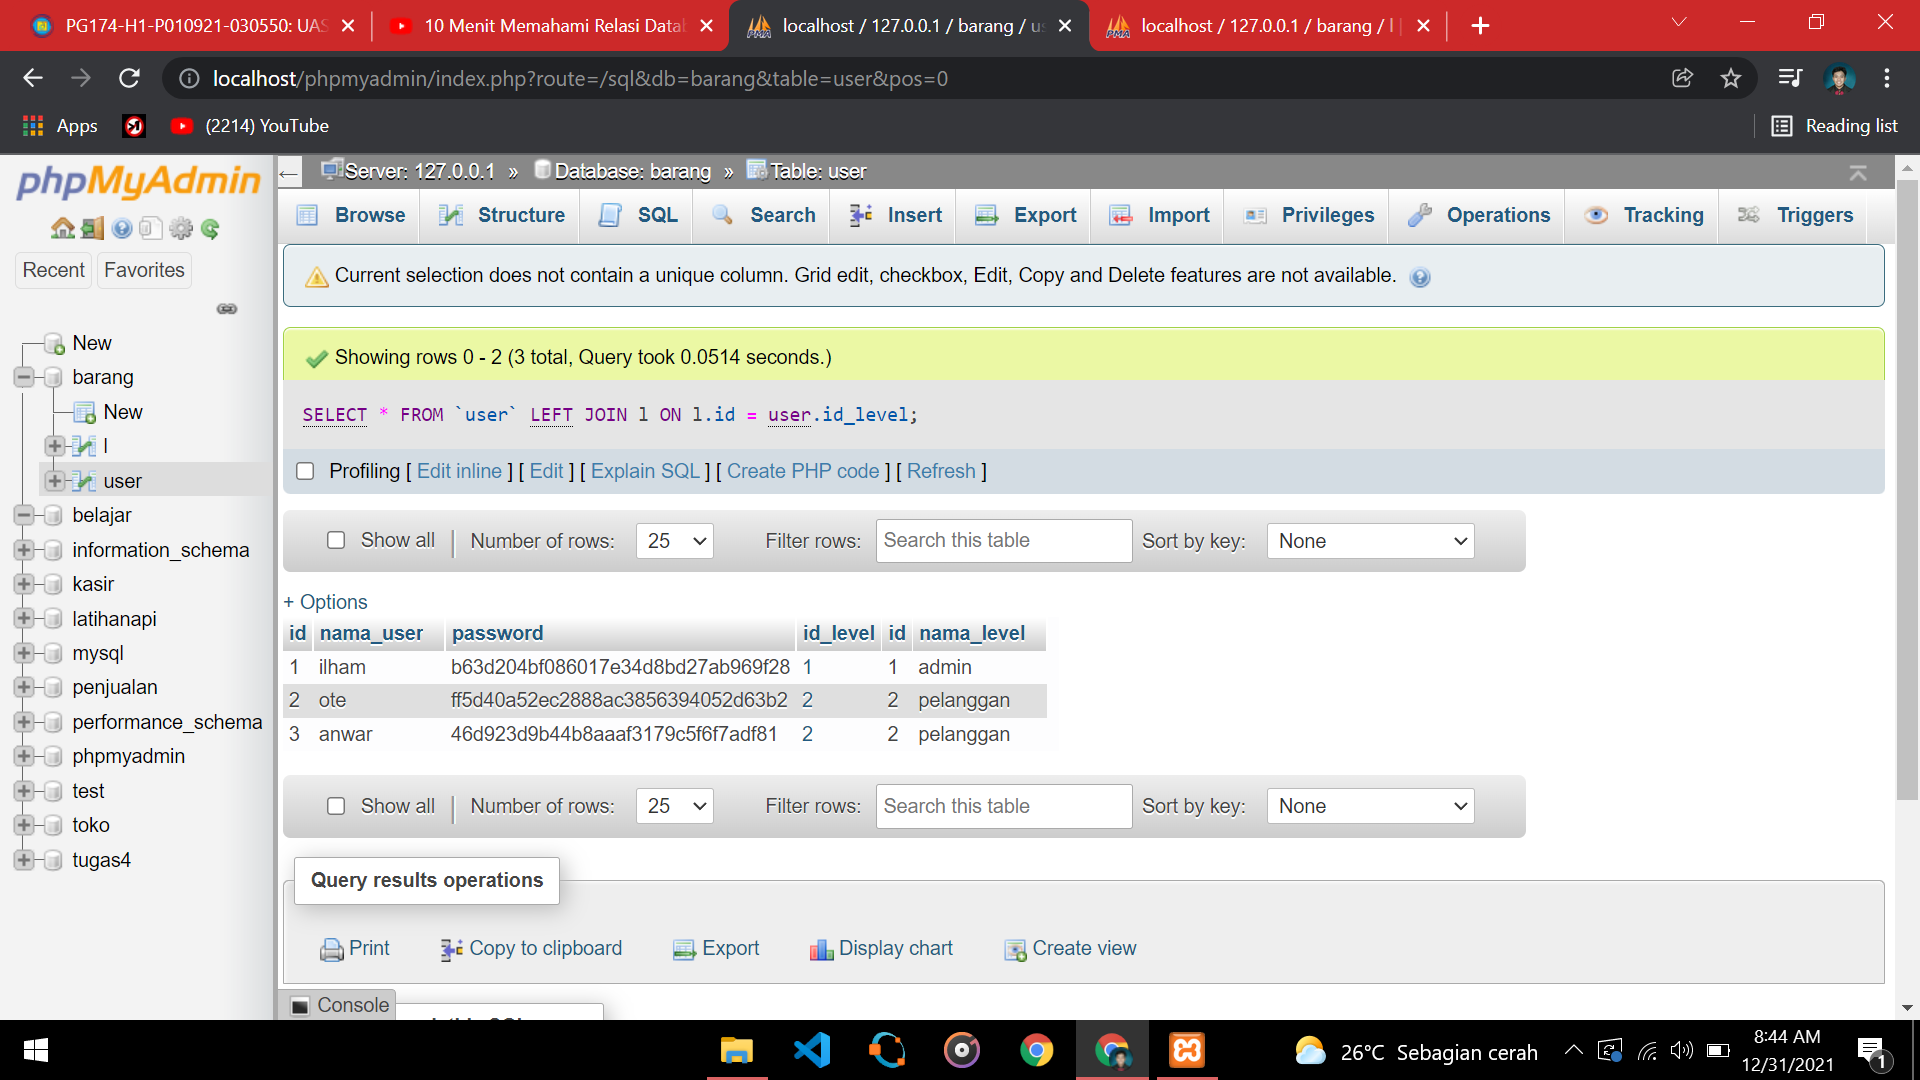 PG174-H1-P010921-030550: UAS
10 Menit Memahami Relasi Datab
localhost / 127.0.0.1 / barang / us
localhost / 127.0.0.1 / barang / l |
localhost/phpmyadmin/index.php?route=/sql&db=barang&table=user&pos=0
Apps
(2214) YouTube
Reading list
phpMyAdmin
Recent
Favorites
New
barang
New
l
user
belajar
information_schema
kasir
latihanapi
mysql
penjualan
performance_schema
phpmyadmin
test
toko
tugas4
Server: 127.0.0.1 » Database: barang » Table: user
Browse Structure SQL Search Insert Export Import Privileges Operations Tracking Triggers
Current selection does not contain a unique column. Grid edit, checkbox, Edit, Copy and Delete features are not available.
Showing rows 0 - 2 (3 total, Query took 0.0514 seconds.)
SELECT * FROM `user` LEFT JOIN l ON l.id = user.id_level;
Profiling [ Edit inline ] [ Edit ] [ Explain SQL ] [ Create PHP code ] [ Refresh ]
Show all | Number of rows: 25 Filter rows: Search this table Sort by key: None
+ Options
id nama_user password id_level id nama_level
1 ilham b63d204bf086017e34d8bd27ab969f28 1 1 admin
2 ote ff5d40a52ec2888ac3856394052d63b2 2 2 pelanggan
3 anwar 46d923d9b44b8aaaf3179c5f6f7adf81 2 2 pelanggan
Show all | Number of rows: 25 Filter rows: Search this table Sort by key: None
Query results operations
Print Copy to clipboard Export Display chart Create view
Console
26°C Sebagian cerah
8:44 AM
12/31/2021
1